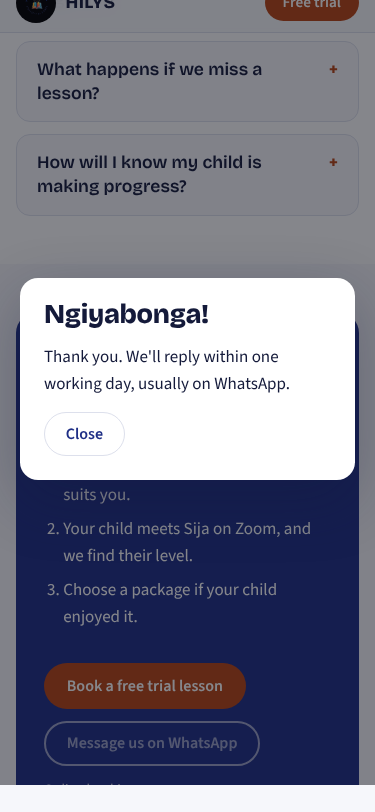 HILYS
Free trial
What happens if we miss a
lesson?
+
How will I know my child is
making progress?
+
Ngiyabonga!
Thank you. We'll reply within one
working day, usually on WhatsApp.
Close
suits you.
2. Your child meets Sija on Zoom, and
we find their level.
3. Choose a package if your child
enjoyed it.
Book a free trial lesson
Message us on WhatsApp